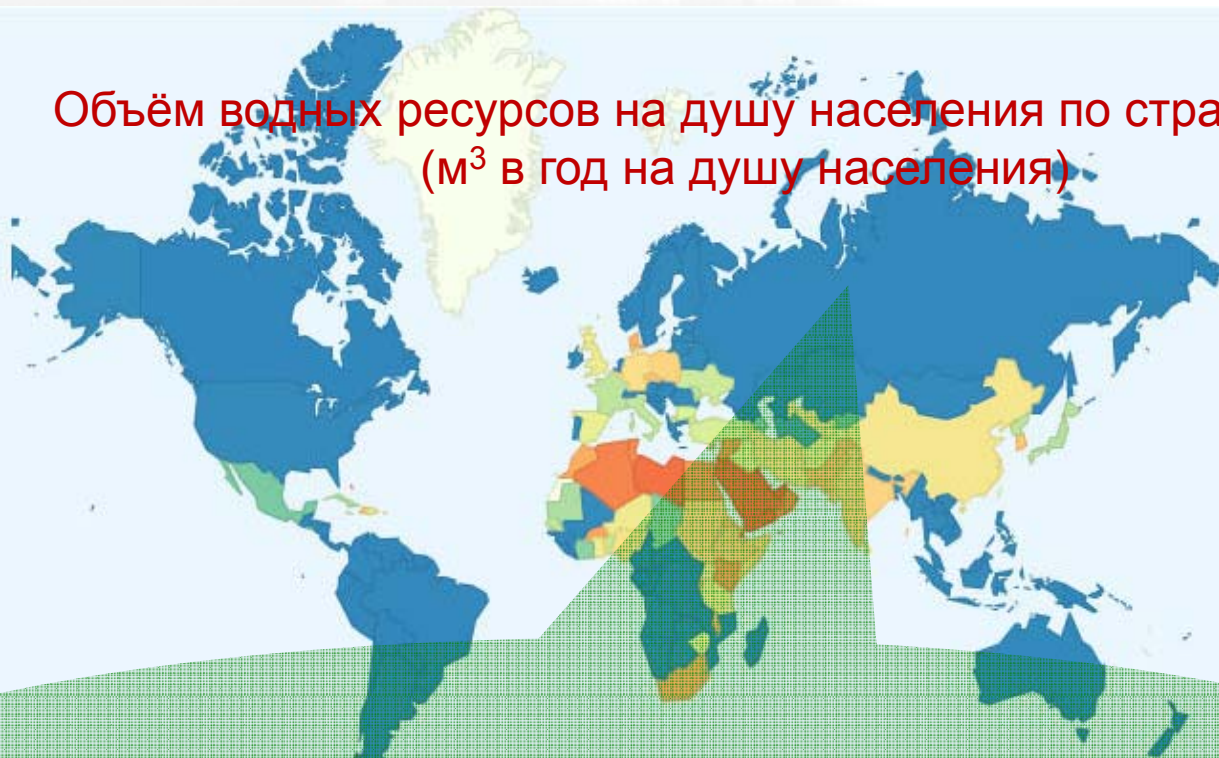 Объём водных ресурсов на душу населения по стра
(м³ в год на душу населения)